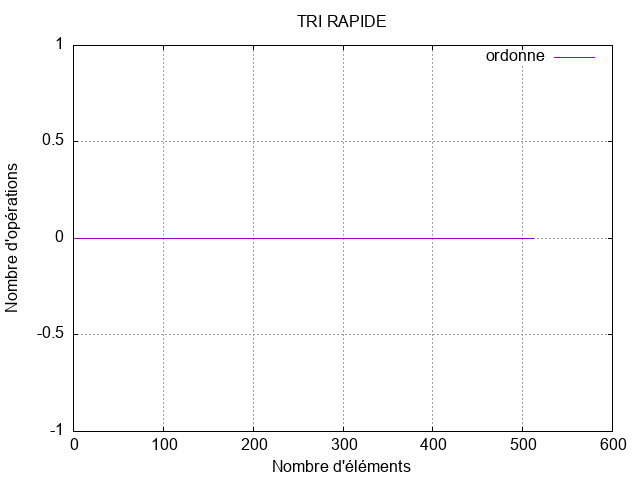 TRI RAPIDE
ordonne
1
0.5
0
-0.5
-1
Nombre d'opérations
0 100 200 300 400 500 600
Nombre d'éléments